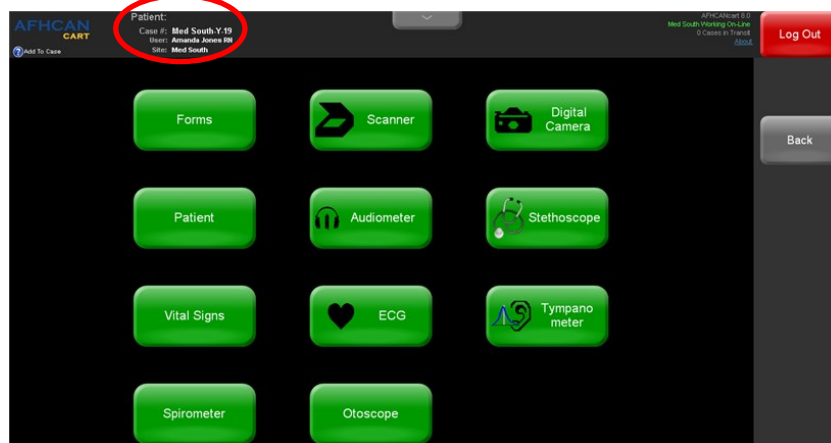 AFHCAN
CART
Add To Case
Patient:
Case #: Med South-Y-19
User: Amanda Jones RN
Site: Med South
AFHCANcart 8.0
Med South Working On-Line
0 Cases in Transit
About
Log Out
Back
Forms
Scanner
Digital
Camera
Patient
Audiometer
Stethoscope
Vital Signs
ECG
Tympano
meter
Spirometer
Otoscope